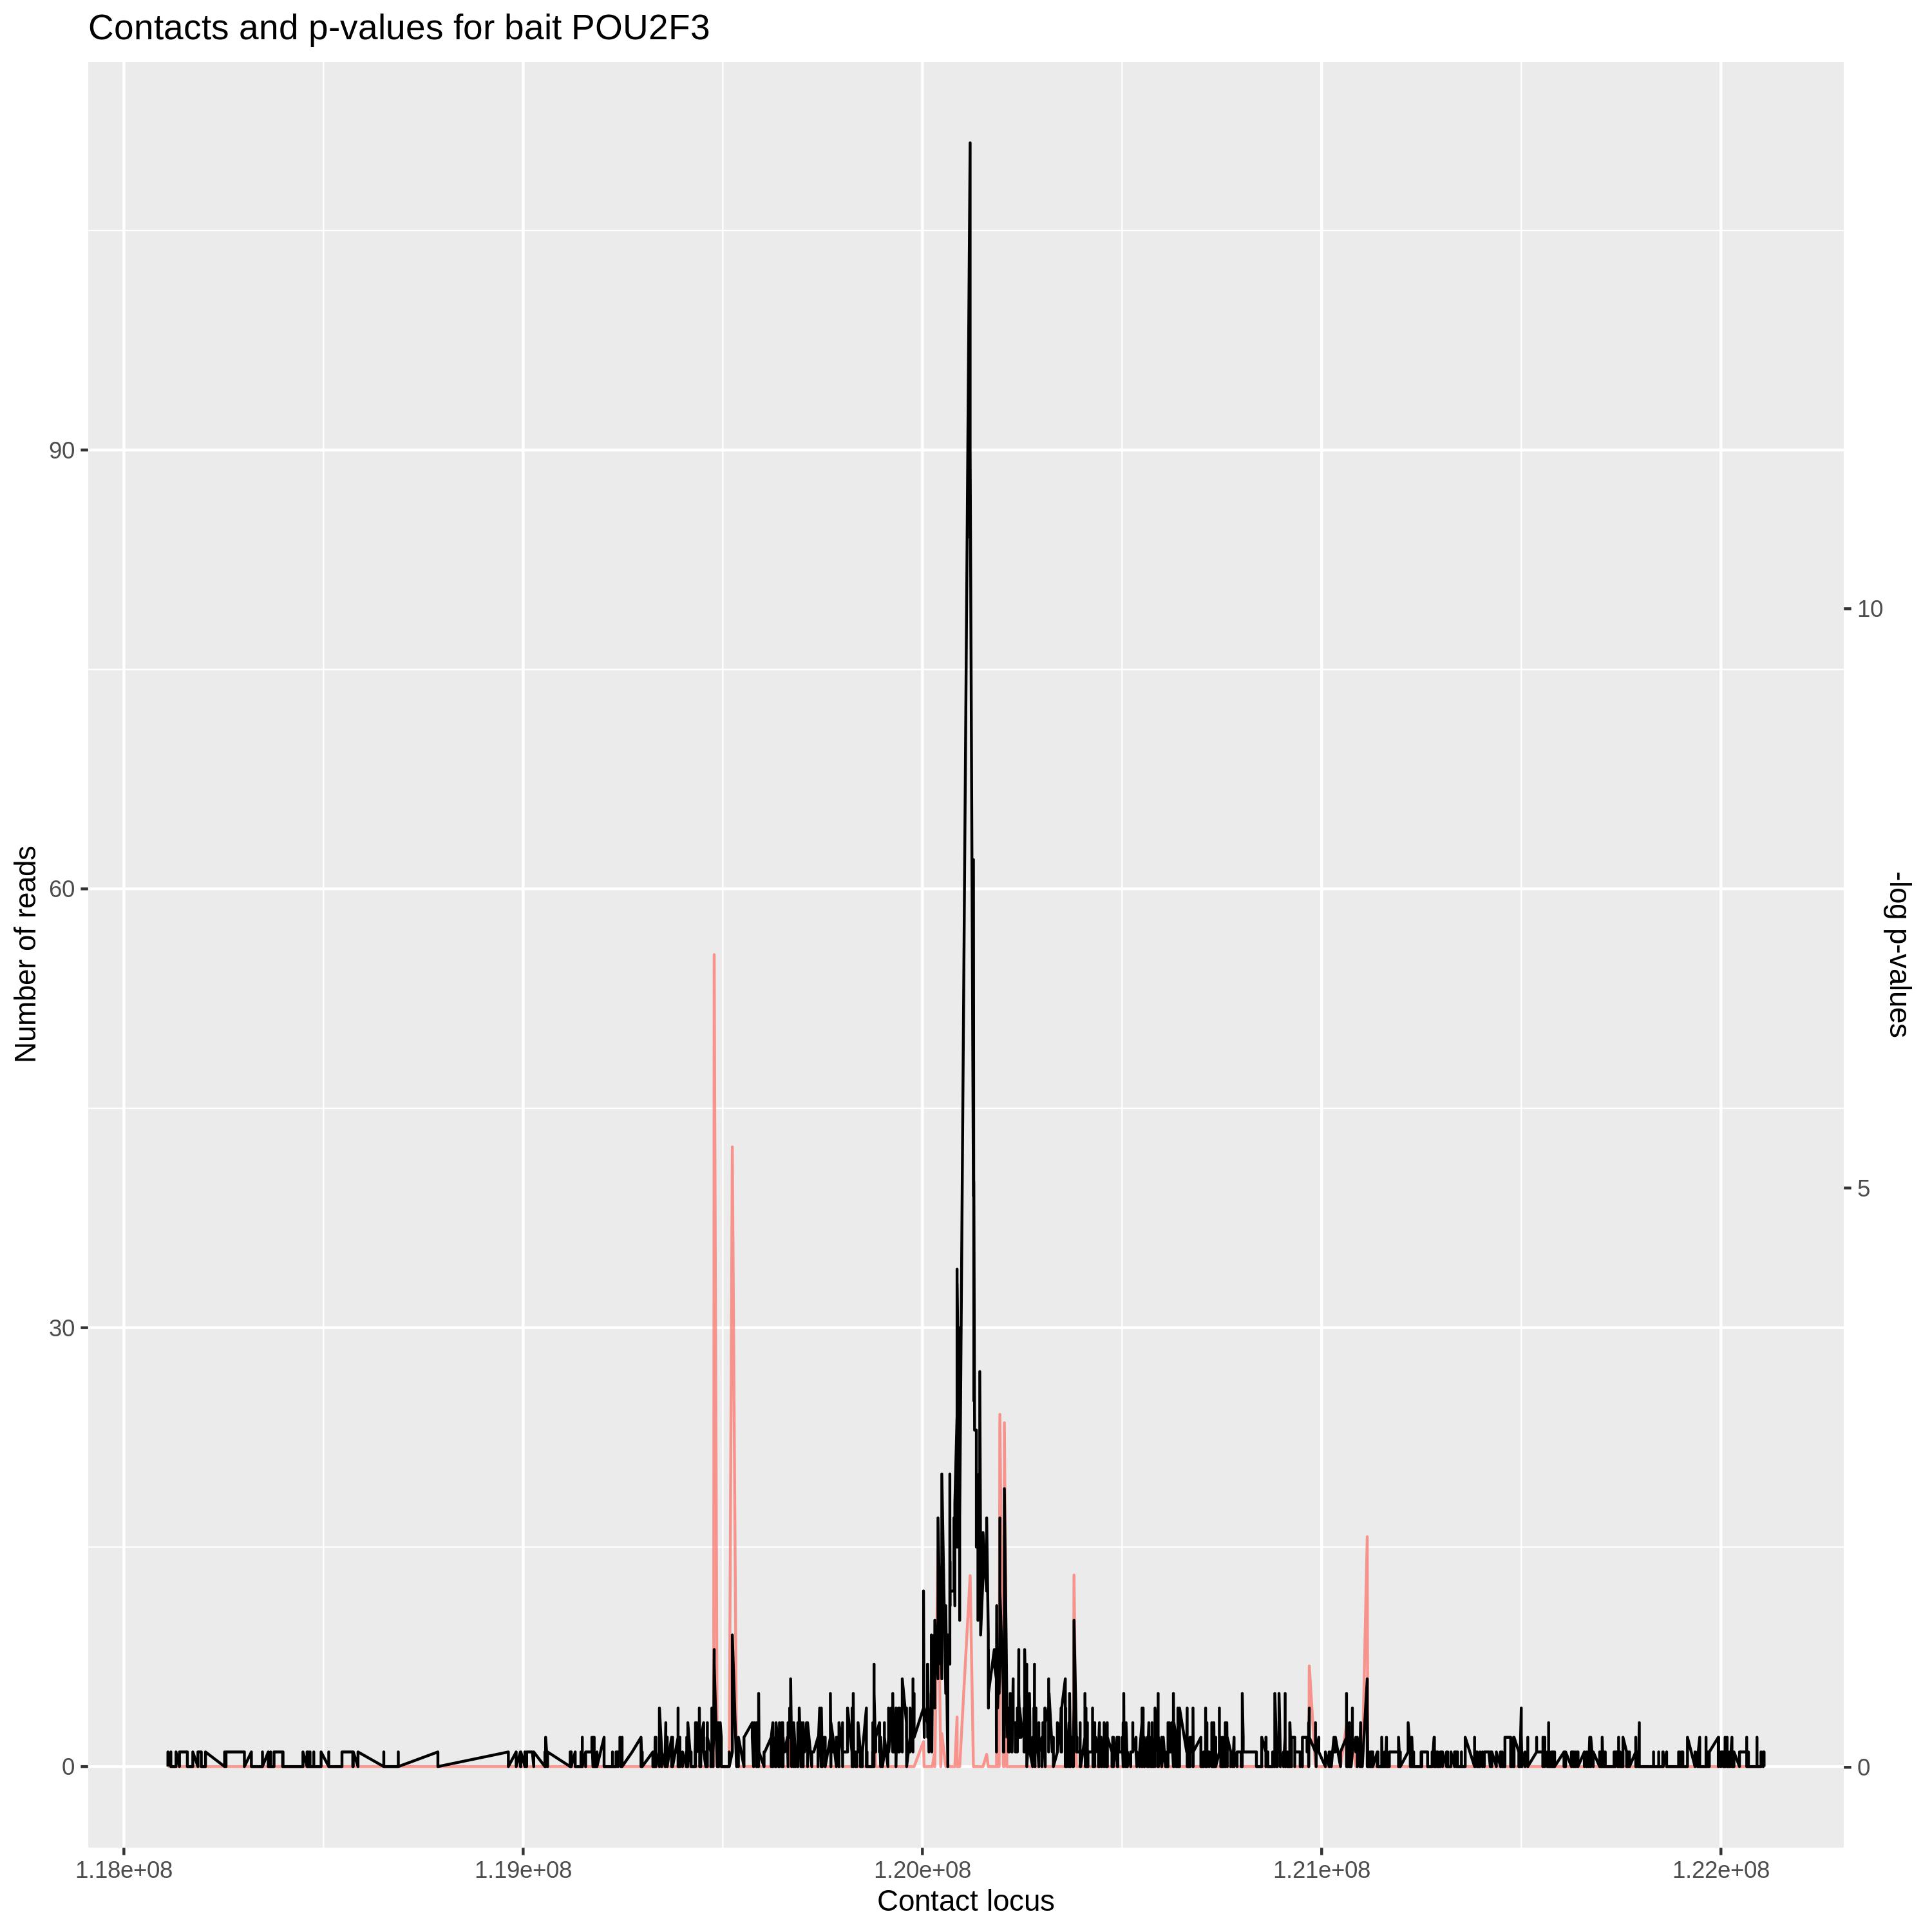 Contacts and p-values for bait POU2F3
90
60
30
0
10
5
0
Number of reads
-log p-values
1.18e+08
1.19e+08
1.20e+08
1.21e+08
1.22e+08
Contact locus